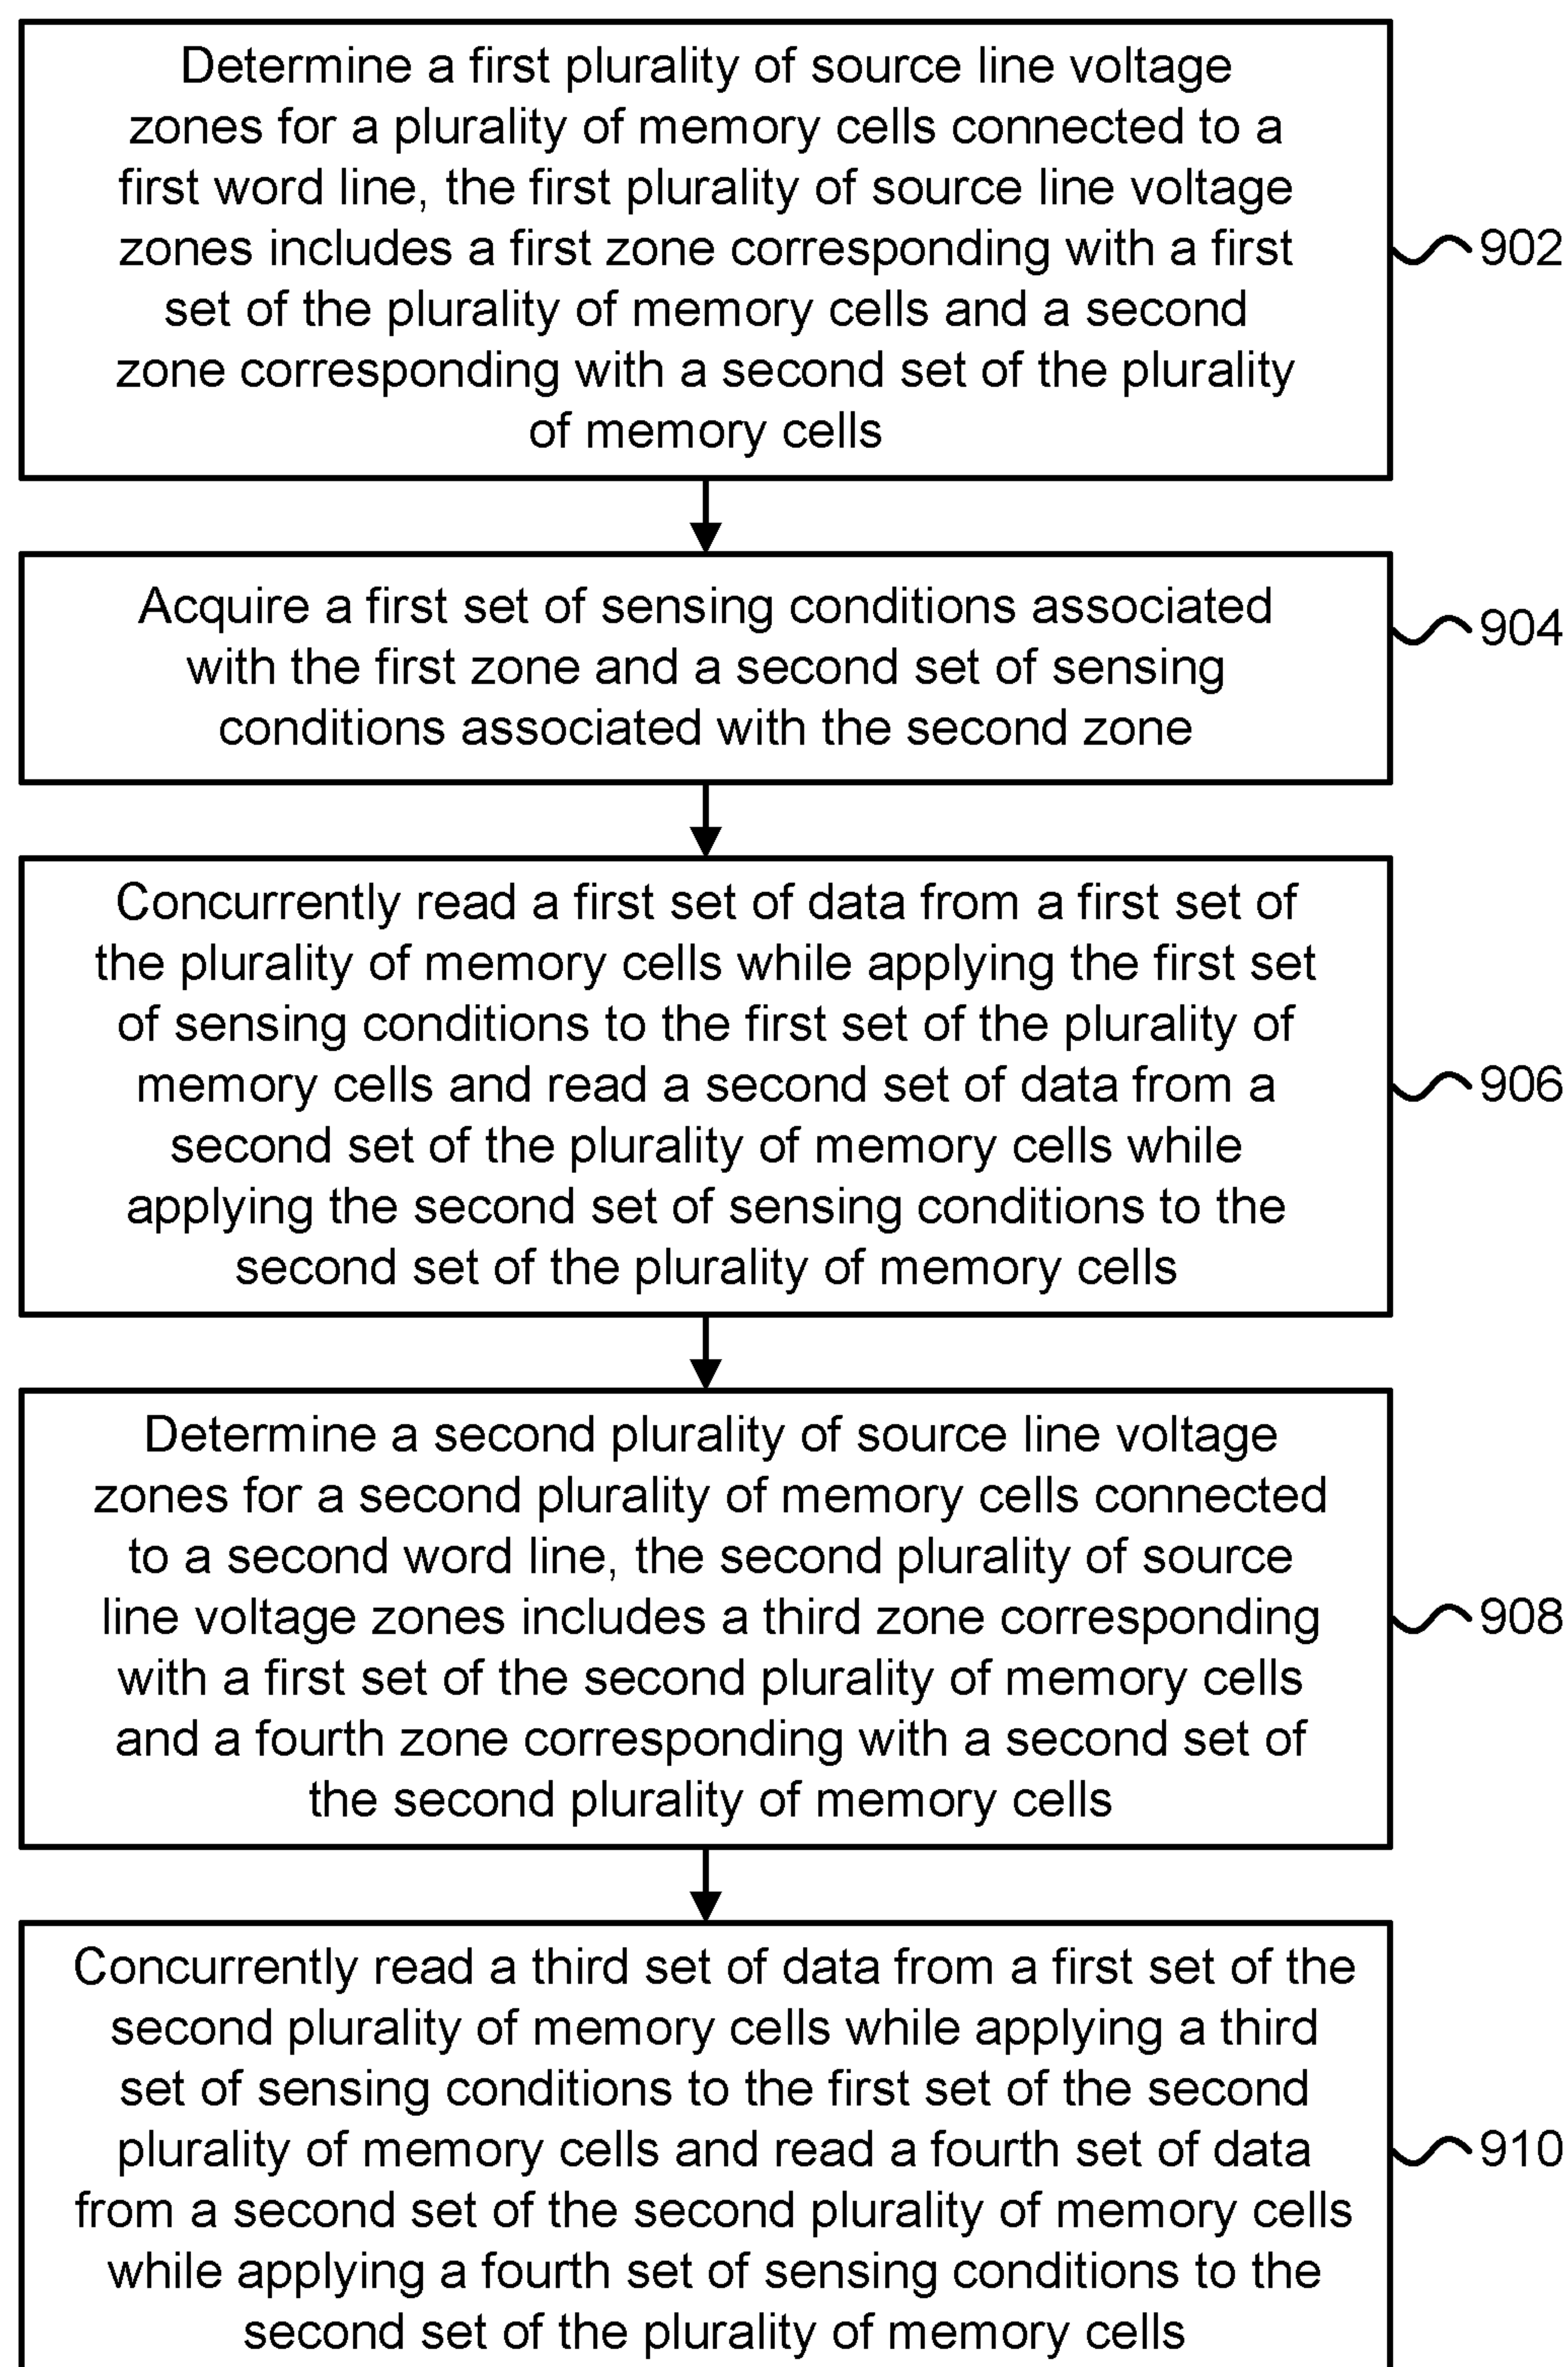 Determine a first plurality of source line voltage
zones for a plurality of memory cells connected to a
first word line, the first plurality of source line voltage
zones includes a first zone corresponding with a first
set of the plurality of memory cells and a second
zone corresponding with a second set of the plurality
of memory cells
902
Acquire a first set of sensing conditions associated
with the first zone and a second set of sensing
conditions associated with the second zone
904
Concurrently read a first set of data from a first set of
the plurality of memory cells while applying the first set
of sensing conditions to the first set of the plurality of
memory cells and read a second set of data from a
second set of the plurality of memory cells while
applying the second set of sensing conditions to the
second set of the plurality of memory cells
906
Determine a second plurality of source line voltage
zones for a second plurality of memory cells connected
to a second word line, the second plurality of source
line voltage zones includes a third zone corresponding
with a first set of the second plurality of memory cells
and a fourth zone corresponding with a second set of
the second plurality of memory cells
908
Concurrently read a third set of data from a first set of the
second plurality of memory cells while applying a third
set of sensing conditions to the first set of the second
plurality of memory cells and read a fourth set of data
from a second set of the second plurality of memory cells
while applying a fourth set of sensing conditions to the
second set of the plurality of memory cells
910